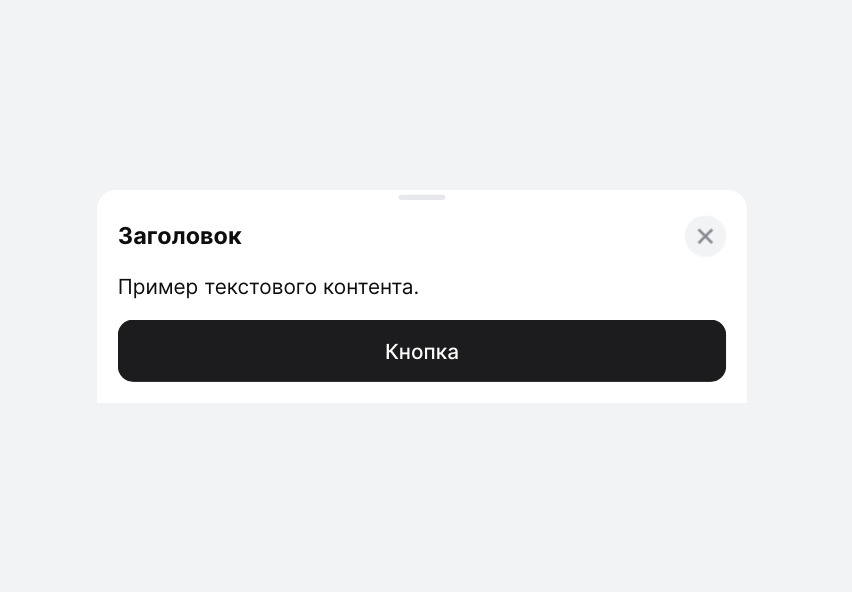 Заголовок
Пример текстового контента.
Кнопка